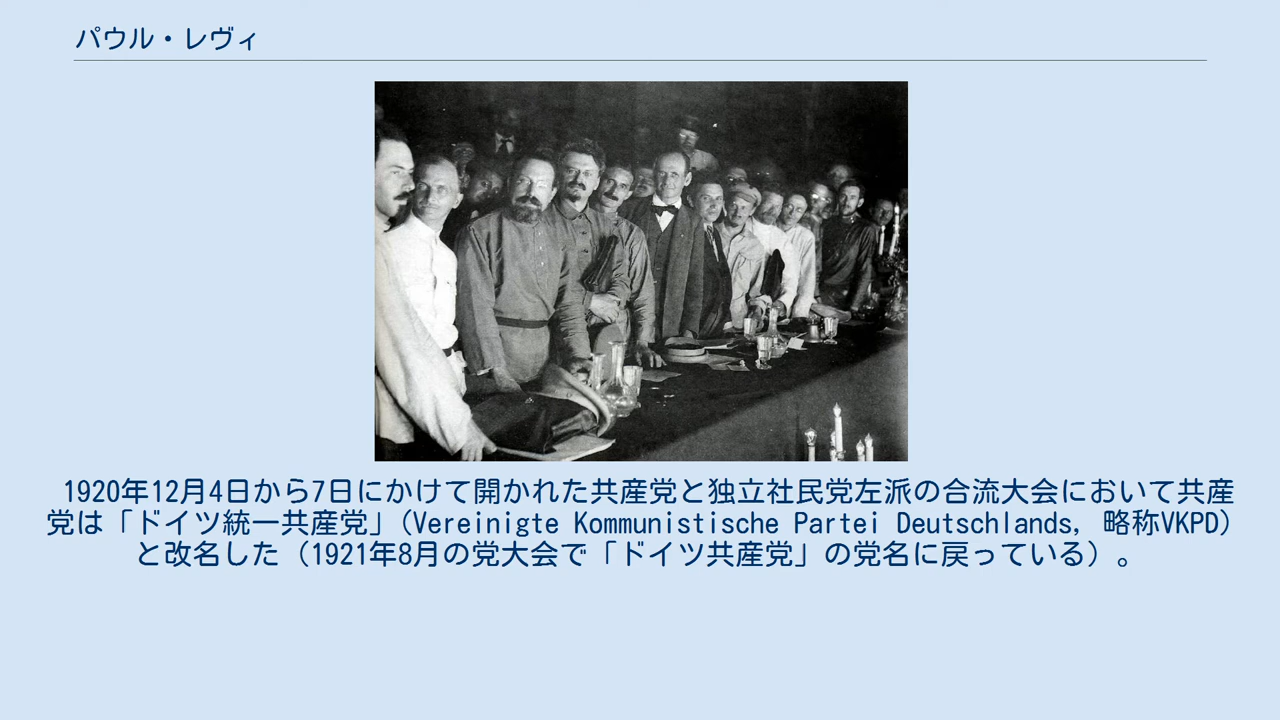 パウル・レヴィ
1920年12月4日から7日にかけて開かれた共産党と独立社民党左派の合流大会において共産
党は「ドイツ統一共産党」(Vereinigte Kommunistische Partei Deutschlands, 略称VKPD)
と改名した（1921年8月の党大会で「ドイツ共産党」の党名に戻っている）。